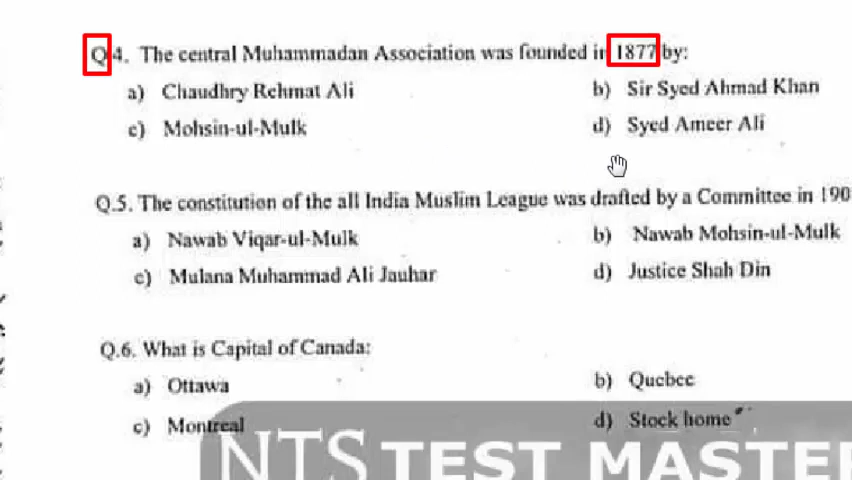 Q.4. The central Muhammadan Association was founded in 1877 by:
a) Chaudhry Rehmat Ali b) Sir Syed Ahmad Khan
c) Mohsin-ul-Mulk d) Syed Ameer Ali
Q.5. The constitution of the all India Muslim League was drafted by a Committee in 190
a) Nawab Viqar-ul-Mulk b) Nawab Mohsin-ul-Mulk
c) Mulana Muhammad Ali Jauhar d) Justice Shah Din
Q.6. What is Capital of Canada:
a) Ottawa b) Quebec
c) Montreal d) Stock home
NTS TEST MASTER